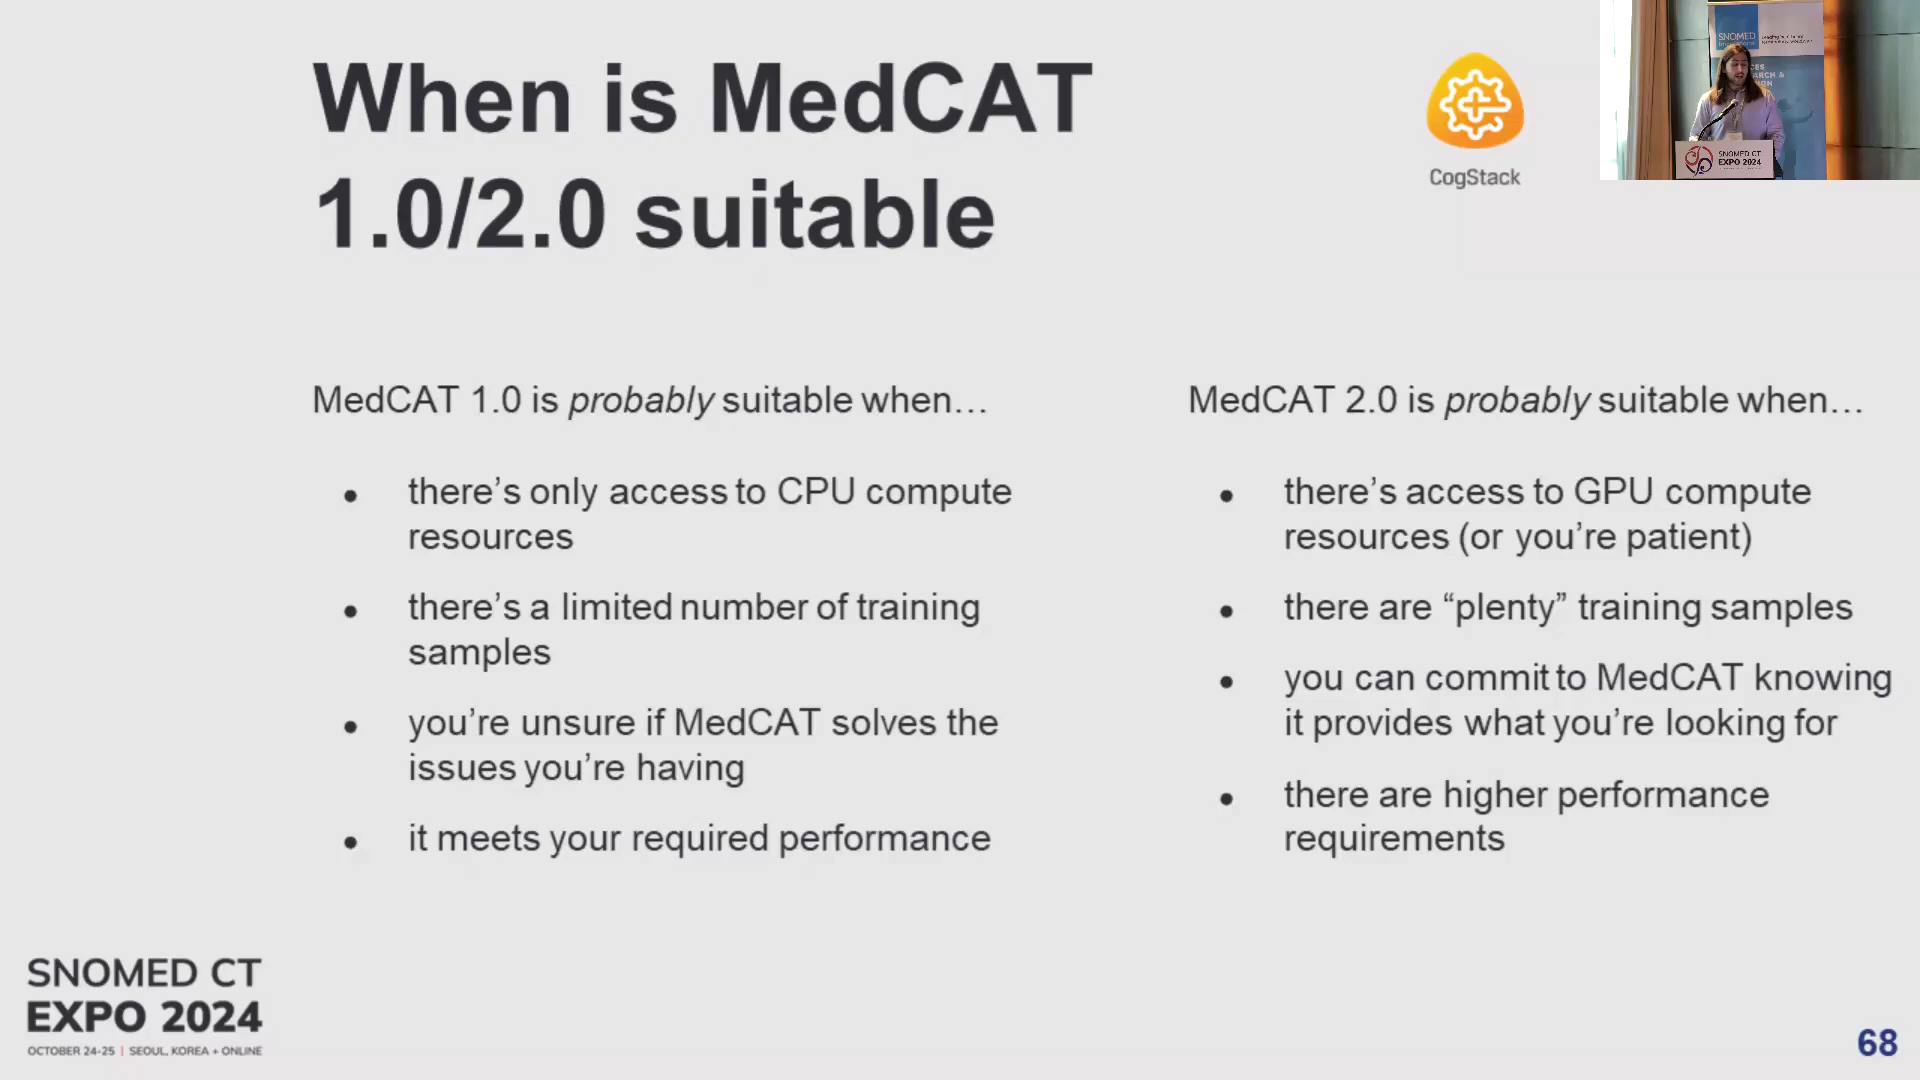 When is MedCAT
1.0/2.0 suitable
CogStack
SNOMED
SNOMED CT
EXPO 2024
MedCAT 1.0 is probably suitable when…
● there’s only access to CPU compute
resources
● there’s a limited number of training
samples
● you’re unsure if MedCAT solves the
issues you’re having
● it meets your required performance
MedCAT 2.0 is probably suitable when…
● there’s access to GPU compute
resources (or you’re patient)
● there are “plenty” training samples
● you can commit to MedCAT knowing
it provides what you’re looking for
● there are higher performance
requirements
SNOMED CT
EXPO 2024
OCTOBER 24-25 | SEOUL, KOREA + ONLINE
68